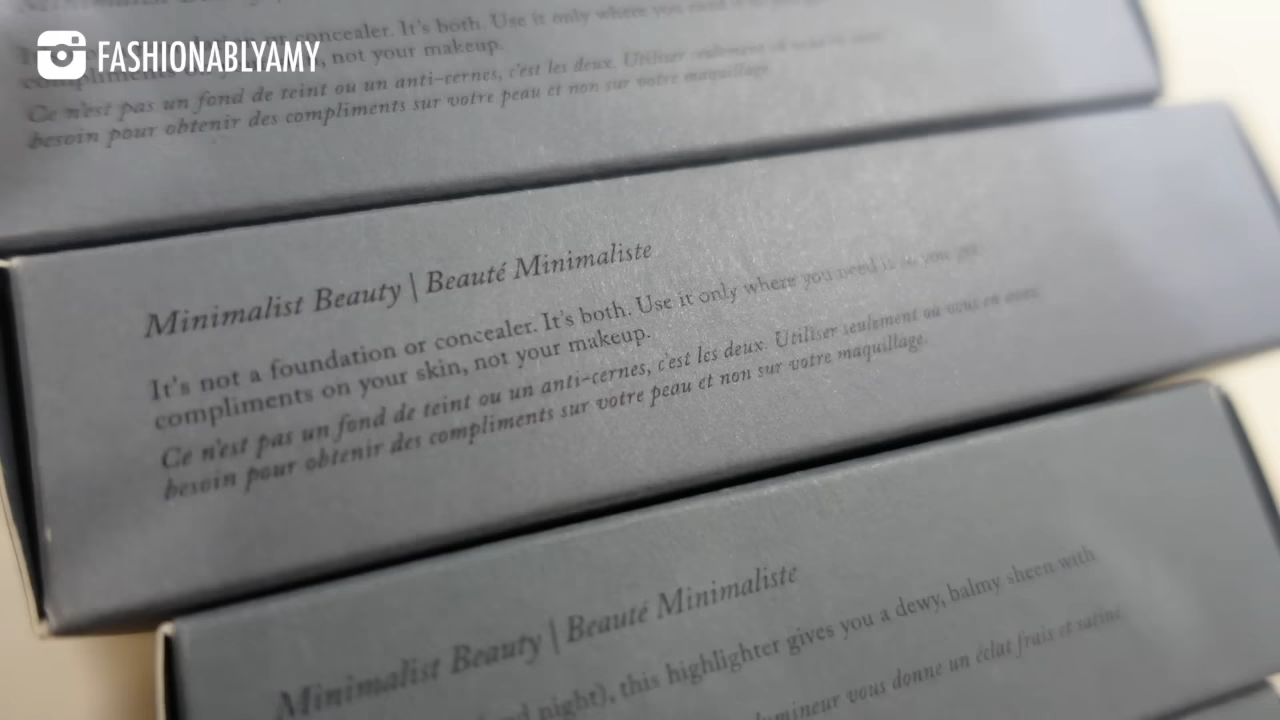 FASHIONABLYAMY
or concealer. It's both. Use it only where you need it
, not your makeup.
Ce n'est pas un fond de teint ou un anti-cernes, c'est les deux. Utiliser seulement
besoin pour obtenir des compliments sur votre peau et non sur votre maquillage.
Minimalist Beauty | Beauté Minimaliste
It's not a foundation or concealer. It's both. Use it only where you need it so you get
compliments on your skin, not your makeup.
Ce n'est pas un fond de teint ou un anti-cernes, c'est les deux. Utiliser seulement où vous en avez
besoin pour obtenir des compliments sur votre peau et non sur votre maquillage.
Minimalist Beauty | Beauté Minimaliste
night), this highlighter gives you a dewy, balmy sheen with
vous donne un éclat frais et satiné